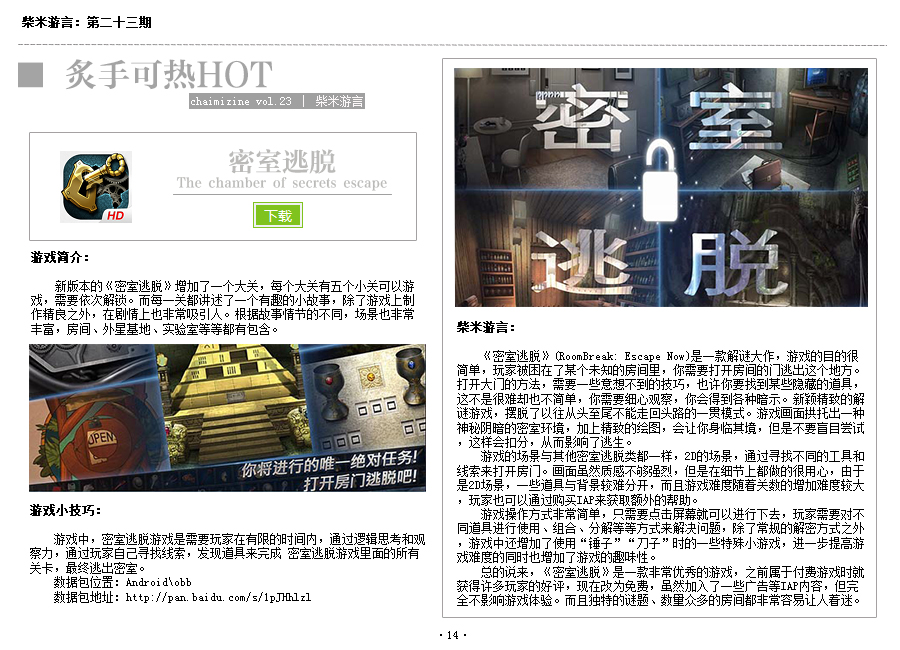 柴米游言：第二十三期
炙手可热HOT
chaimizine vol.23 | 柴米游言
HD
密室逃脱
The chamber of secrets escape
下载
游戏简介：
新版本的《密室逃脱》增加了一个大关，每个大关有五个小关可以游
戏，需要依次解锁。而每一关都讲述了一个有趣的小故事，除了游戏上制
作精良之外，在剧情上也非常吸引人。根据故事情节的不同，场景也非常
丰富，房间、外星基地、实验室等等都有包含。
OPEN
你将进行的唯一绝对任务！
打开房门逃脱吧！
游戏小技巧：
游戏中，密室逃脱游戏是需要玩家在有限的时间内，通过逻辑思考和观
察力，通过玩家自己寻找线索，发现道具来完成 密室逃脱游戏里面的所有
关卡，最终逃出密室。
数据包位置：Android\obb
数据包地址：http://pan.baidu.com/s/1pJHhlzl
密 室
逃 脱
柴米游言：
《密室逃脱》(RoomBreak: Escape Now)是一款解谜大作，游戏的目的很
简单，玩家被困在了某个未知的房间里，你需要打开房间的门逃出这个地方。
打开大门的方法，需要一些意想不到的技巧，也许你要找到某些隐藏的道具，
这不是很难却也不简单，你需要细心观察，你会得到各种暗示。新颖精致的解
谜游戏，摆脱了以往从头至尾不能走回头路的一贯模式。游戏画面拱托出一种
神秘阴暗的密室环境，加上精致的绘图，会让你身临其境，但是不要盲目尝试
，这样会扣分，从而影响了逃生。
游戏的场景与其他密室逃脱类都一样，2D的场景，通过寻找不同的工具和
线索来打开房门。画面虽然质感不够强烈，但是在细节上都做的很用心，由于
是2D场景，一些道具与背景较难分开，而且游戏难度随着关数的增加难度较大
，玩家也可以通过购买IAP来获取额外的帮助。
游戏操作方式非常简单，只需要点击屏幕就可以进行下去，玩家需要对不
同道具进行使用、组合、分解等等方式来解决问题，除了常规的解密方式之外
，游戏中还增加了使用“锤子”“刀子”时的一些特殊小游戏，进一步提高游
戏难度的同时也增加了游戏的趣味性。
总的说来，《密室逃脱》是一款非常优秀的游戏，之前属于付费游戏时就
获得许多玩家的好评，现在改为免费，虽然加入了一些广告等IAP内容，但完
全不影响游戏体验。而且独特的谜题、数量众多的房间都非常容易让人着迷。
·14·